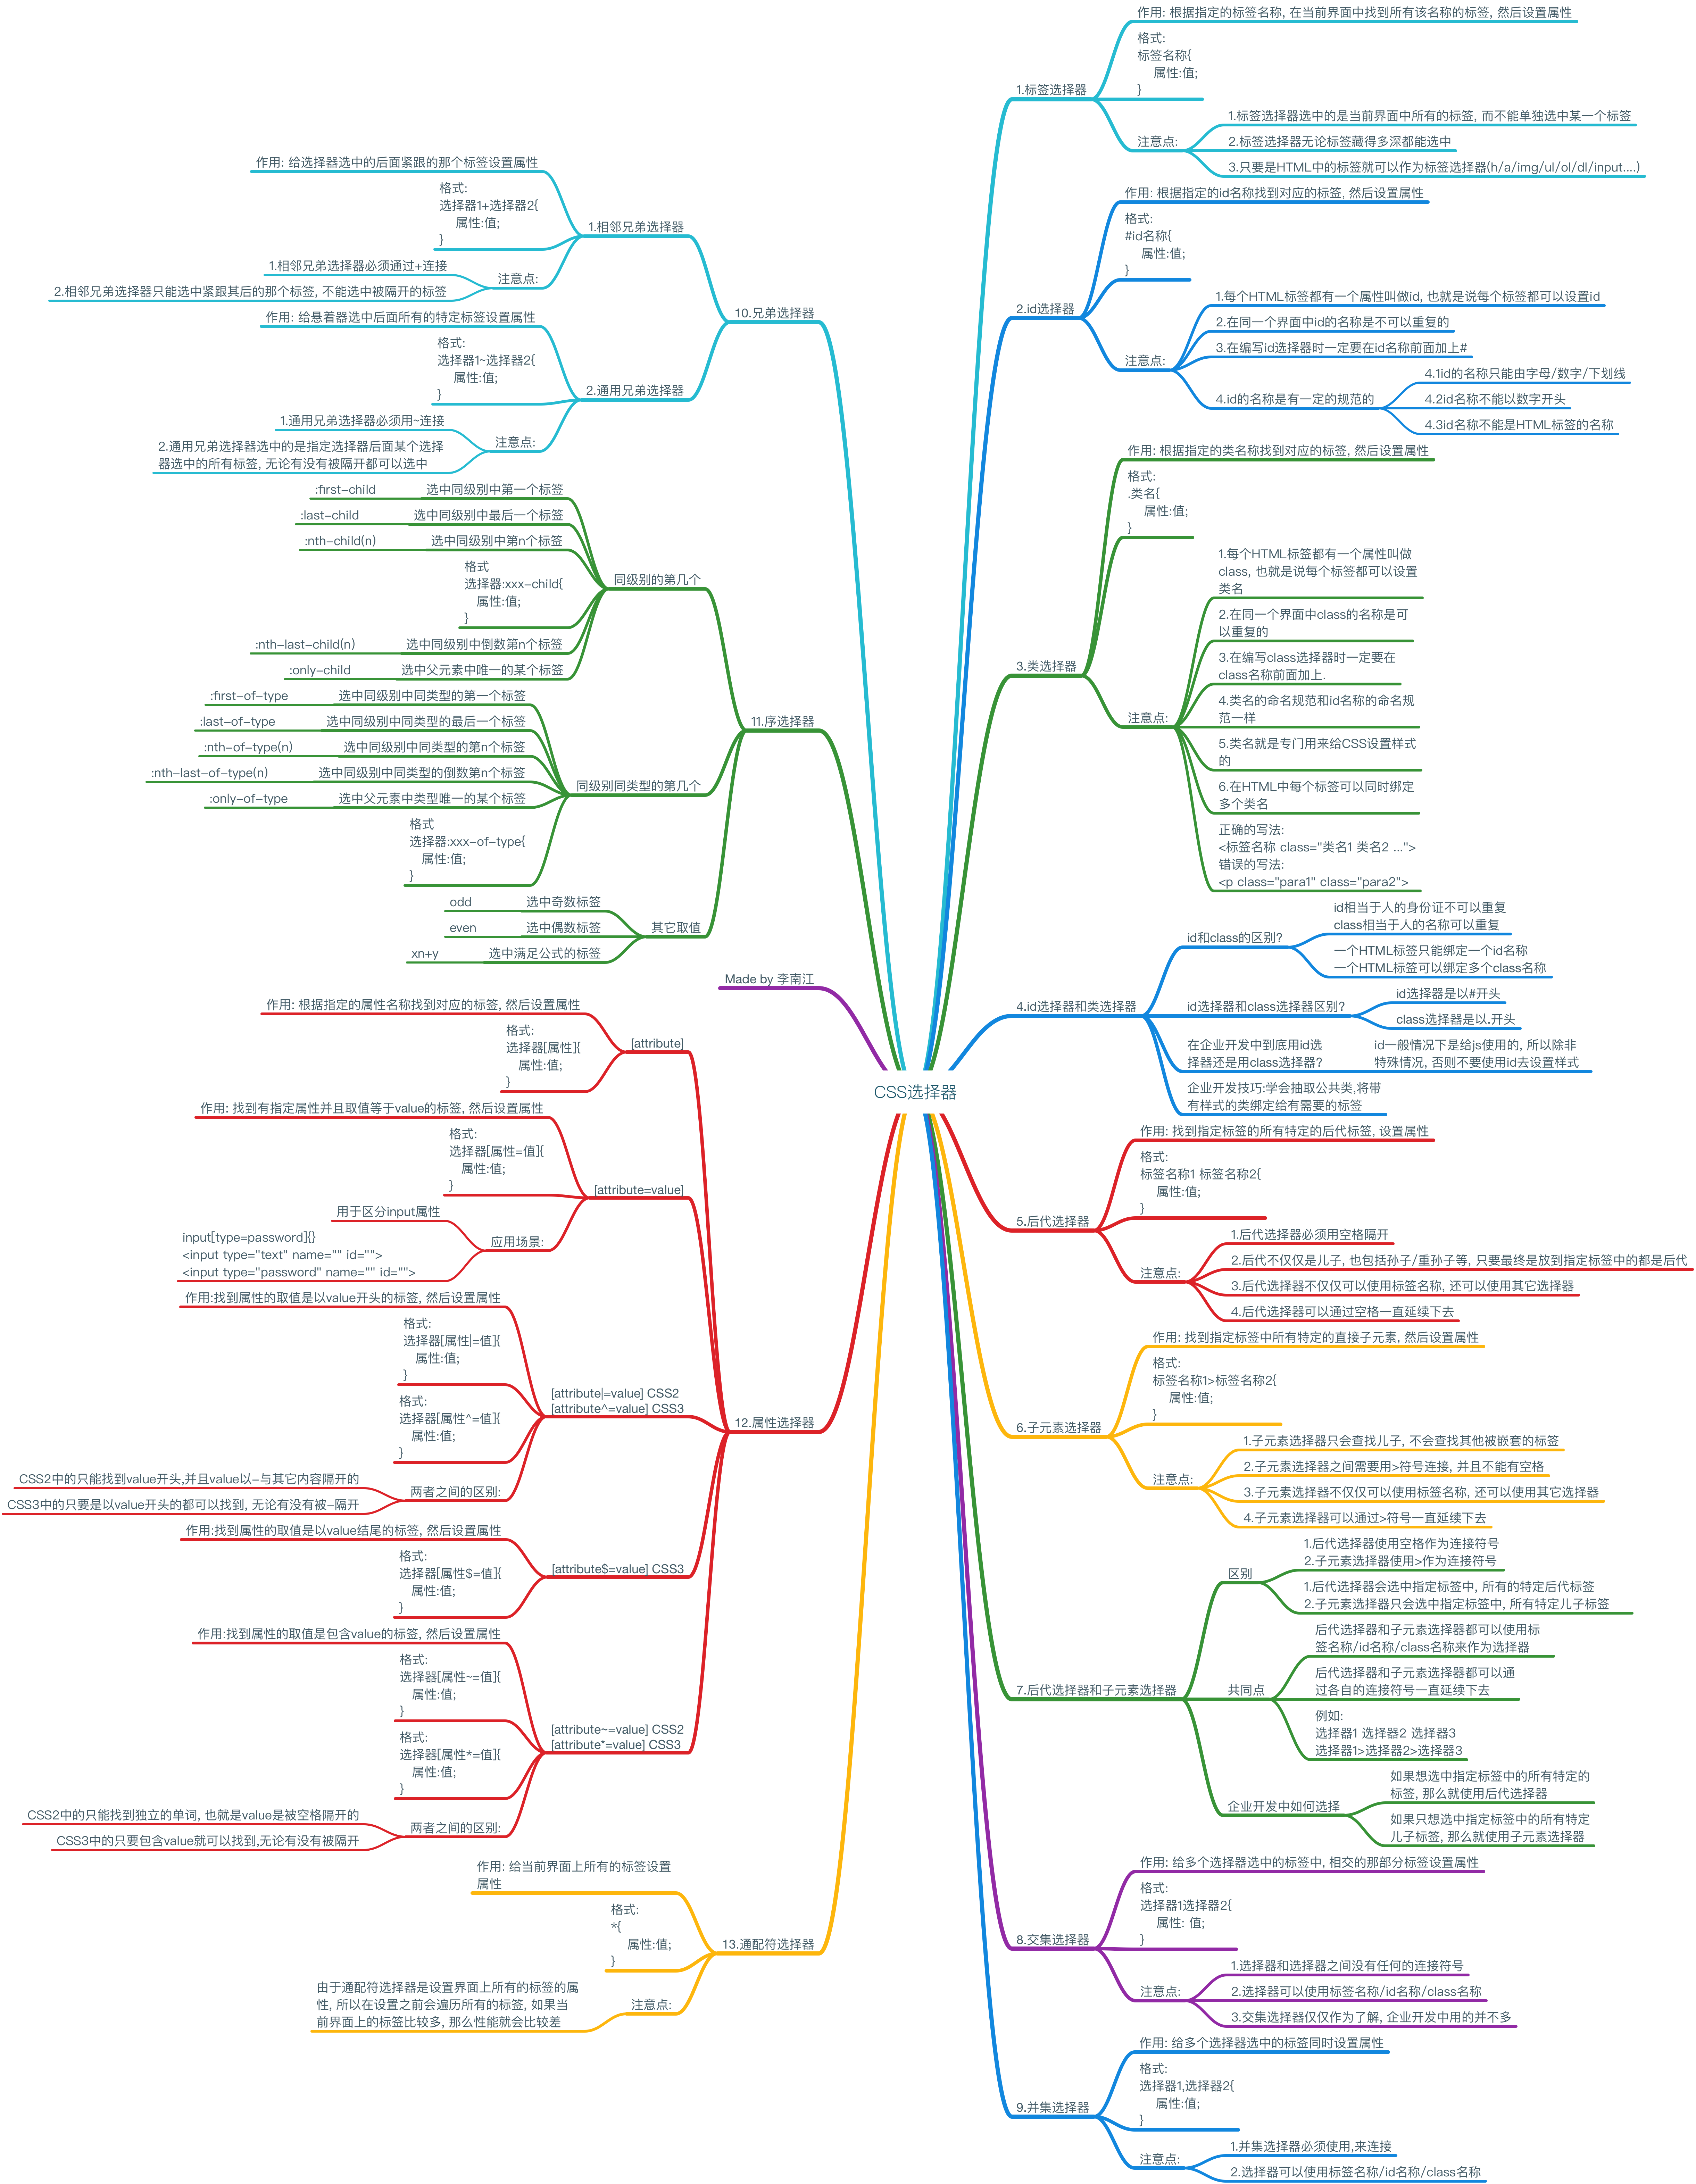 CSS选择器
1.标签选择器
作用: 根据指定的标签名称, 在当前界面中找到所有该名称的标签, 然后设置属性
格式:
标签名称{
属性:值;
}
注意点:
1.标签选择器选中的是当前界面中所有的标签, 而不能单独选中某一个标签
2.标签选择器无论标签藏得多深都能选中
3.只要是HTML中的标签就可以作为标签选择器(h/a/img/ul/ol/dl/input....)
2.id选择器
作用: 根据指定的id名称找到对应的标签, 然后设置属性
格式:
#id名称{
属性:值;
}
注意点:
1.每个HTML标签都有一个属性叫做id, 也就是说每个标签都可以设置id
2.在同一个界面中id的名称是不可以重复的
3.在编写id选择器时一定要在id名称前面加上#
4.id的名称是有一定的规范的
4.1id的名称只能由字母/数字/下划线
4.2id名称不能以数字开头
4.3id名称不能是HTML标签的名称
3.类选择器
作用: 根据指定的类名称找到对应的标签, 然后设置属性
格式:
.类名{
属性:值;
}
注意点:
1.每个HTML标签都有一个属性叫做
class, 也就是说每个标签都可以设置
类名
2.在同一个界面中class的名称是可
以重复的
3.在编写class选择器时一定要在
class名称前面加上.
4.类名的命名规范和id名称的命名规
范一样
5.类名就是专门用来给CSS设置样式
的
6.在HTML中每个标签可以同时绑定
多个类名
正确的写法:
<标签名称 class="类名1 类名2 ...">
错误的写法:
<p class="para1" class="para2">
4.id选择器和类选择器
id和class的区别?
id相当于人的身份证不可以重复
class相当于人的名称可以重复
一个HTML标签只能绑定一个id名称
一个HTML标签可以绑定多个class名称
id选择器和class选择器区别?
id选择器是以#开头
class选择器是以.开头
在企业开发中到底用id选
择器还是用class选择器?
id一般情况下是给js使用的, 所以除非
特殊情况, 否则不要使用id去设置样式
企业开发技巧:学会抽取公共类,将带
有样式的类绑定给有需要的标签
5.后代选择器
作用: 找到指定标签的所有特定的后代标签, 设置属性
格式:
标签名称1 标签名称2{
属性:值;
}
注意点:
1.后代选择器必须用空格隔开
2.后代不仅仅是儿子, 也包括孙子/重孙子等, 只要最终是放到指定标签中的都是后代
3.后代选择器不仅仅可以使用标签名称, 还可以使用其它选择器
4.后代选择器可以通过空格一直延续下去
6.子元素选择器
作用: 找到指定标签中所有特定的直接子元素, 然后设置属性
格式:
标签名称1>标签名称2{
属性:值;
}
注意点:
1.子元素选择器只会查找儿子, 不会查找其他被嵌套的标签
2.子元素选择器之间需要用>符号连接, 并且不能有空格
3.子元素选择器不仅仅可以使用标签名称, 还可以使用其它选择器
4.子元素选择器可以通过>符号一直延续下去
7.后代选择器和子元素选择器
区别
1.后代选择器使用空格作为连接符号
2.子元素选择器使用>作为连接符号
1.后代选择器会选中指定标签中, 所有的特定后代标签
2.子元素选择器只会选中指定标签中, 所有特定儿子标签
共同点
后代选择器和子元素选择器都可以使用标
签名称/id名称/class名称来作为选择器
后代选择器和子元素选择器都可以通
过各自的连接符号一直延续下去
例如:
选择器1 选择器2 选择器3
选择器1>选择器2>选择器3
企业开发中如何选择
如果想选中指定标签中的所有特定的
标签, 那么就使用后代选择器
如果只想选中指定标签中的所有特定
儿子标签, 那么就使用子元素选择器
8.交集选择器
作用: 给多个选择器选中的标签中, 相交的那部分标签设置属性
格式:
选择器1选择器2{
属性: 值;
}
注意点:
1.选择器和选择器之间没有任何的连接符号
2.选择器可以使用标签名称/id名称/class名称
3.交集选择器仅仅作为了解, 企业开发中用的并不多
9.并集选择器
作用: 给多个选择器选中的标签同时设置属性
格式:
选择器1,选择器2{
属性:值;
}
注意点:
1.并集选择器必须使用,来连接
2.选择器可以使用标签名称/id名称/class名称
10.兄弟选择器
1.相邻兄弟选择器
作用: 给选择器选中的后面紧跟的那个标签设置属性
格式:
选择器1+选择器2{
属性:值;
}
注意点:
1.相邻兄弟选择器必须通过+连接
2.相邻兄弟选择器只能选中紧跟其后的那个标签, 不能选中被隔开的标签
2.通用兄弟选择器
作用: 给悬着器选中后面所有的特定标签设置属性
格式:
选择器1~选择器2{
属性:值;
}
注意点:
1.通用兄弟选择器必须用~连接
2.通用兄弟选择器选中的是指定选择器后面某个选择
器选中的所有标签, 无论有没有被隔开都可以选中
11.序选择器
同级别的第几个
:first-child 选中同级别中第一个标签
:last-child 选中同级别中最后一个标签
:nth-child(n) 选中同级别中第n个标签
格式
选择器:xxx-child{
属性:值;
}
:nth-last-child(n) 选中同级别中倒数第n个标签
:only-child 选中父元素中唯一的某个标签
同级别同类型的第几个
:first-of-type 选中同级别中同类型的第一个标签
:last-of-type 选中同级别中同类型的最后一个标签
:nth-of-type(n) 选中同级别中同类型的第n个标签
:nth-last-of-type(n) 选中同级别中同类型的倒数第n个标签
:only-of-type 选中父元素中类型唯一的某个标签
格式
选择器:xxx-of-type{
属性:值;
}
其它取值
odd 选中奇数标签
even 选中偶数标签
xn+y 选中满足公式的标签
Made by 李南江
12.属性选择器
[attribute]
作用: 根据指定的属性名称找到对应的标签, 然后设置属性
格式:
选择器[属性]{
属性:值;
}
[attribute=value]
作用: 找到有指定属性并且取值等于value的标签, 然后设置属性
格式:
选择器[属性=值]{
属性:值;
}
应用场景:
用于区分input属性
input[type=password]{}
<input type="text" name="" id="">
<input type="password" name="" id="">
[attribute|=value] CSS2
[attribute^=value] CSS3
作用:找到属性的取值是以value开头的标签, 然后设置属性
格式:
选择器[属性|=值]{
属性:值;
}
格式:
选择器[属性^=值]{
属性:值;
}
两者之间的区别:
CSS2中的只能找到value开头,并且value以-与其它内容隔开的
CSS3中的只要是以value开头的都可以找到, 无论有没有被-隔开
[attribute$=value] CSS3
作用:找到属性的取值是以value结尾的标签, 然后设置属性
格式:
选择器[属性$=值]{
属性:值;
}
[attribute~=value] CSS2
[attribute*=value] CSS3
作用:找到属性的取值是包含value的标签, 然后设置属性
格式:
选择器[属性~=值]{
属性:值;
}
格式:
选择器[属性*=值]{
属性:值;
}
两者之间的区别:
CSS2中的只能找到独立的单词, 也就是value是被空格隔开的
CSS3中的只要包含value就可以找到,无论有没有被隔开
13.通配符选择器
作用: 给当前界面上所有的标签设置
属性
格式:
*{
属性:值;
}
注意点:
由于通配符选择器是设置界面上所有的标签的属
性, 所以在设置之前会遍历所有的标签, 如果当
前界面上的标签比较多, 那么性能就会比较差